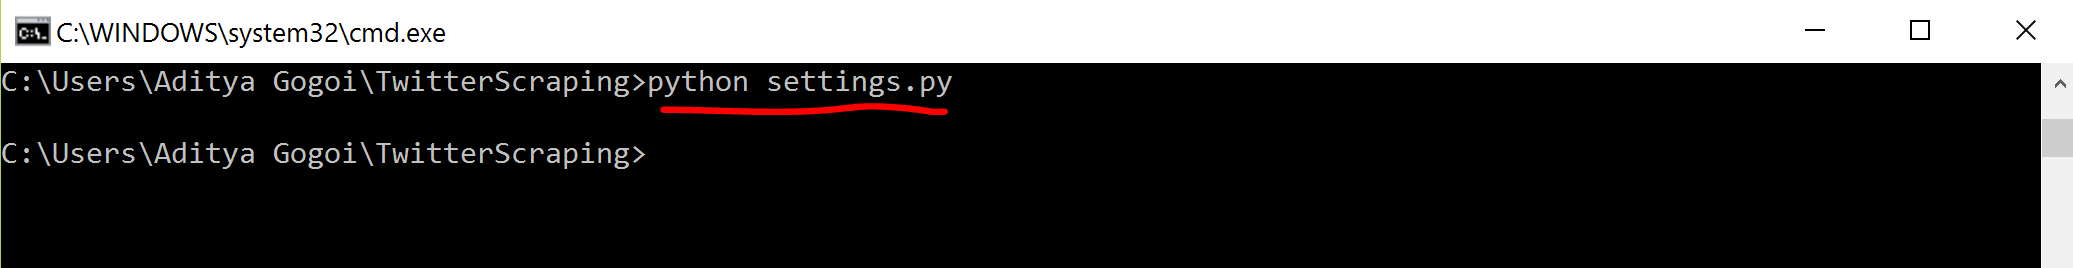 C:\WINDOWS\system32\cmd.exe
C:\Users\Aditya Gogoi\TwitterScraping>python settings.py
C:\Users\Aditya Gogoi\TwitterScraping>